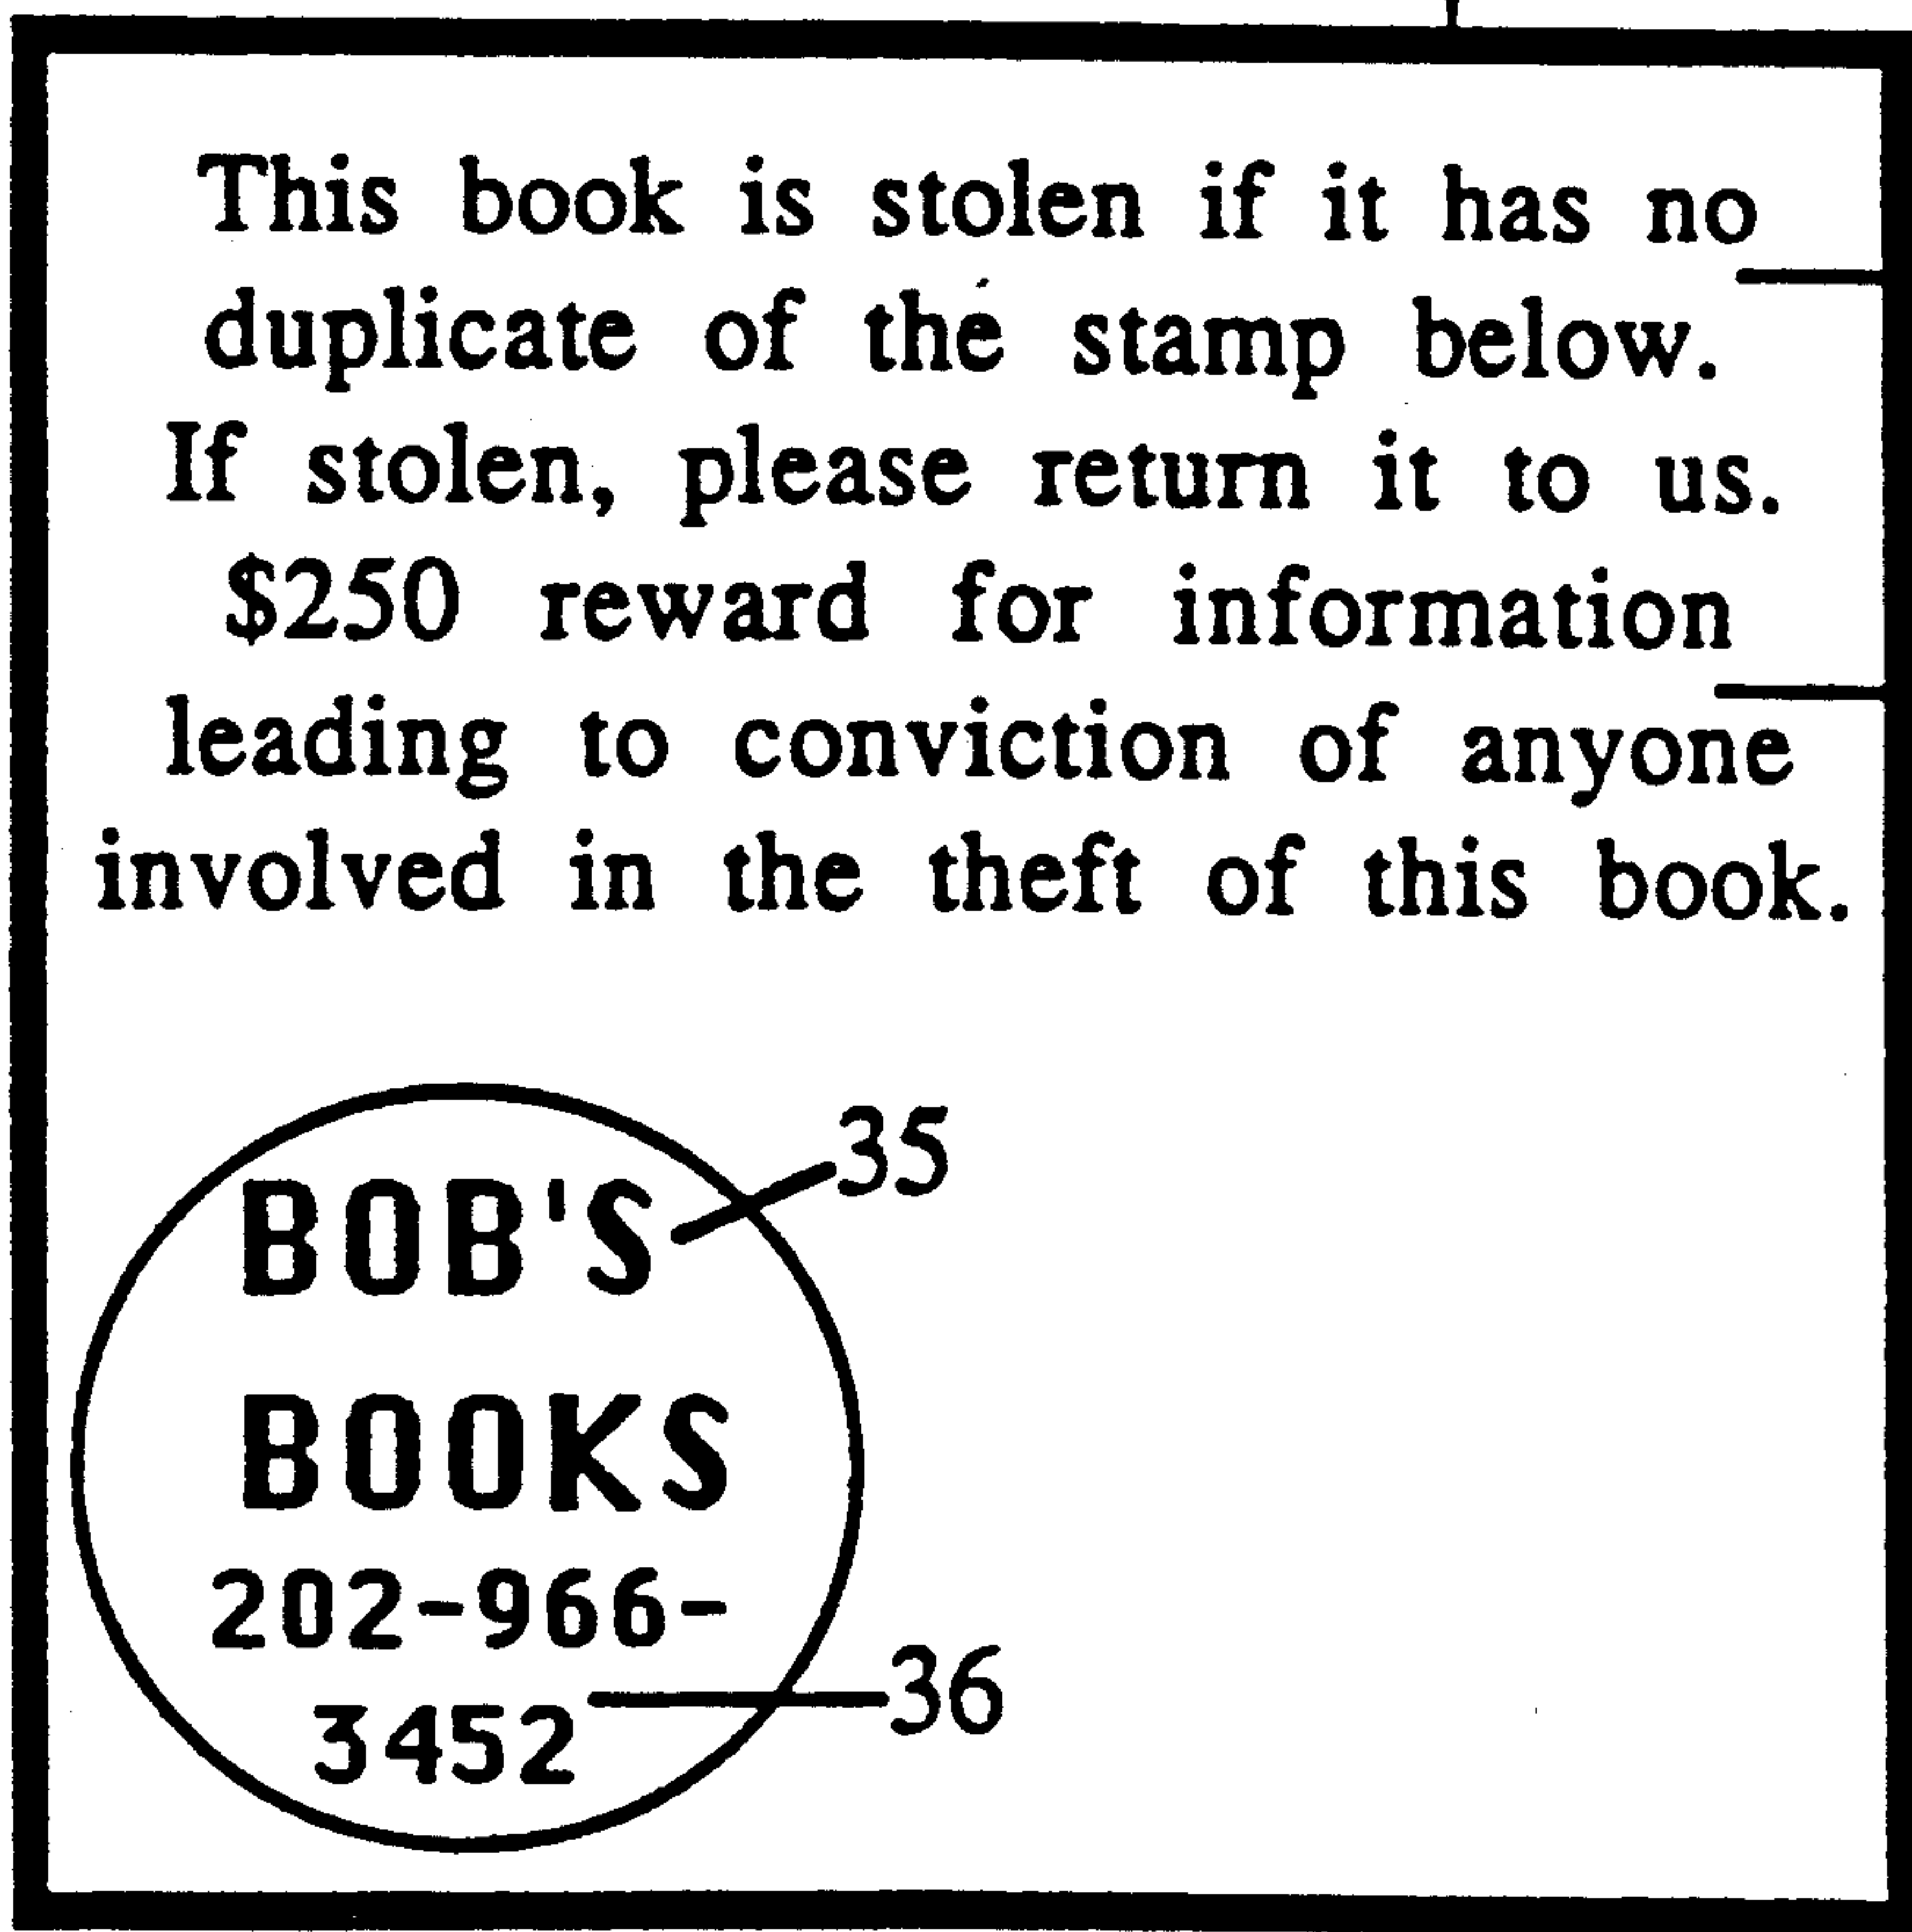 This book is stolen if it has no
duplicate of the stamp below.
If stolen, please return it to us.
$250 reward for information
leading to conviction of anyone
involved in the theft of this book.
35
BOB'S
BOOKS
202-966-
36
3452